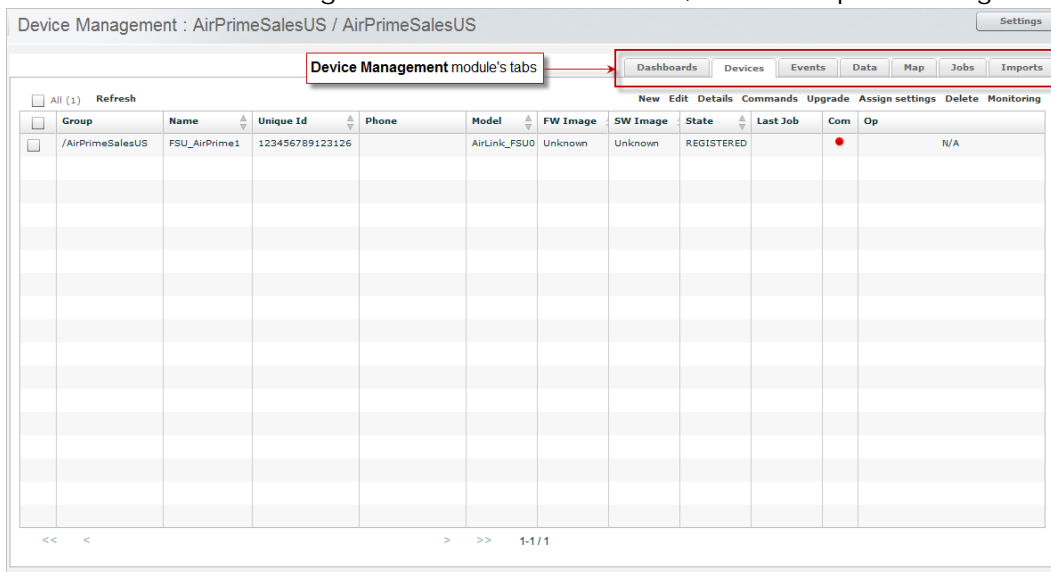 Device Management : AirPrimeSalesUS / AirPrimeSalesUS
Settings
Device Management module's tabs
Dashboards Devices Events Data Map Jobs Imports
All (1) Refresh
New Edit Details Commands Upgrade Assign settings Delete Monitoring
Group Name Unique Id Phone Model FW Image SW Image State Last Job Com Op
/AirPrimeSalesUS FSU_AirPrime1 123456789123126 AirLink_FSU0 Unknown Unknown REGISTERED N/A
<< < > >> 1-1 / 1